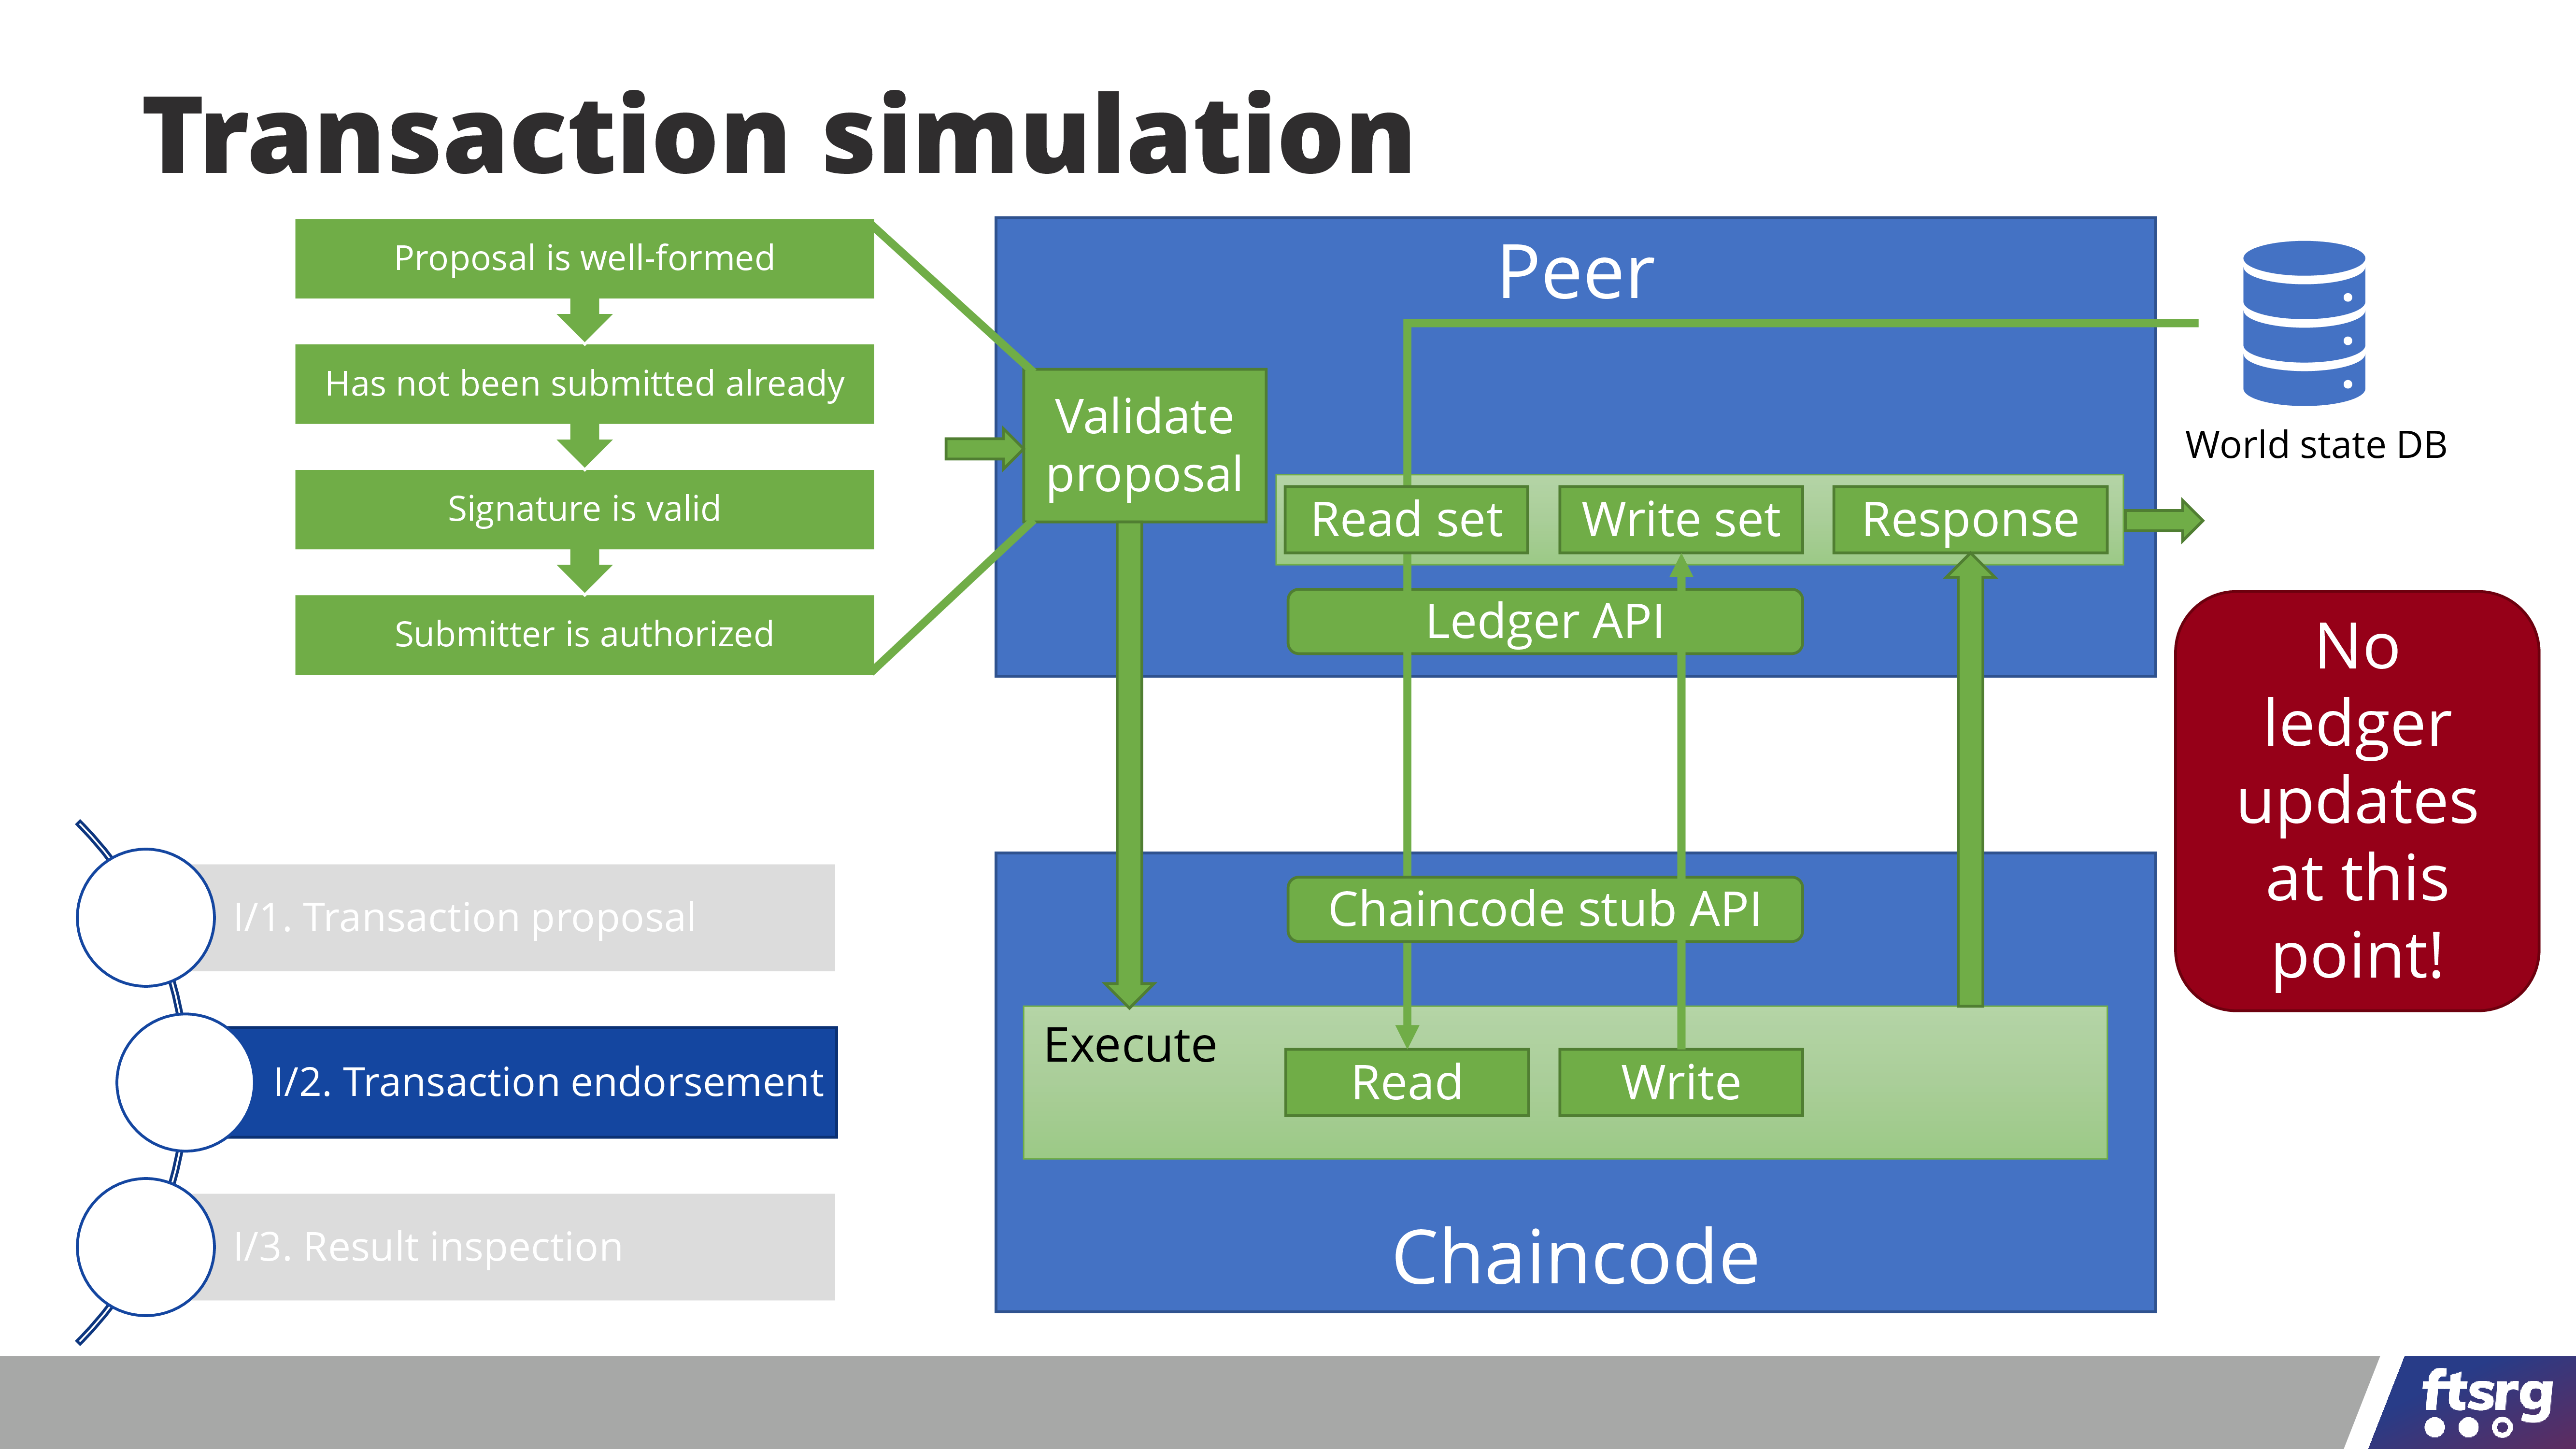 Transaction simulation
Proposal is well-formed
Has not been submitted already
Signature is valid
Submitter is authorized
Peer
Validate
proposal
Read set
Write set
Response
Ledger API
World state DB
No
ledger
updates
at this
point!
I/1. Transaction proposal
I/2. Transaction endorsement
I/3. Result inspection
Chaincode stub API
Execute
Read
Write
Chaincode
ftsrg